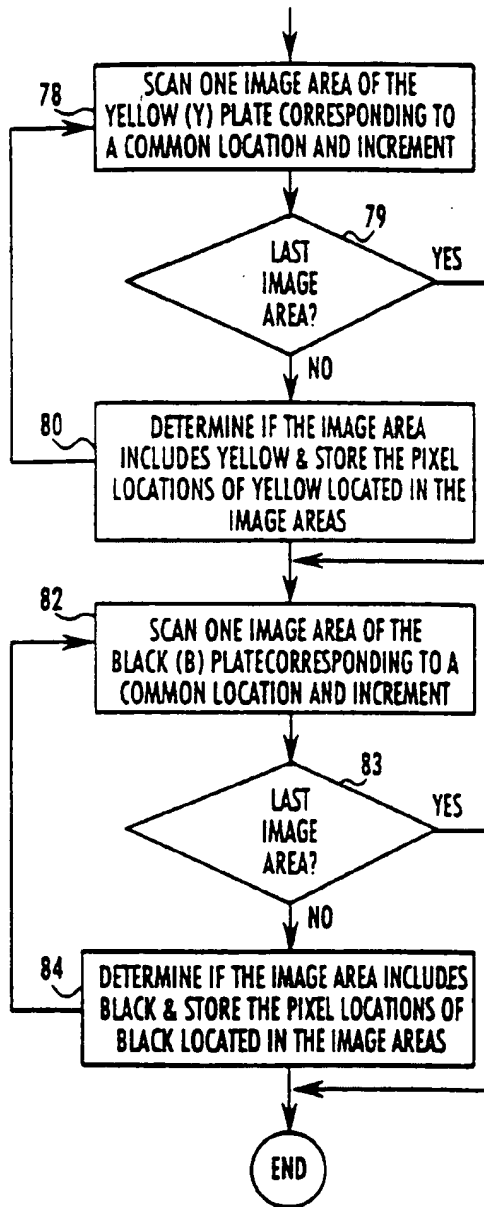 78
SCAN ONE IMAGE AREA OF THE
YELLOW (Y) PLATE CORRESPONDING TO
A COMMON LOCATION AND INCREMENT
79
LAST
IMAGE
AREA?
YES
NO
80
DETERMINE IF THE IMAGE AREA
INCLUDES YELLOW & STORE THE PIXEL
LOCATIONS OF YELLOW LOCATED IN THE
IMAGE AREAS
82
SCAN ONE IMAGE AREA OF THE
BLACK (B) PLATECORRESPONDING TO A
COMMON LOCATION AND INCREMENT
83
LAST
IMAGE
AREA?
YES
NO
84
DETERMINE IF THE IMAGE AREA INCLUDES
BLACK & STORE THE PIXEL LOCATIONS OF
BLACK LOCATED IN THE IMAGE AREAS
END